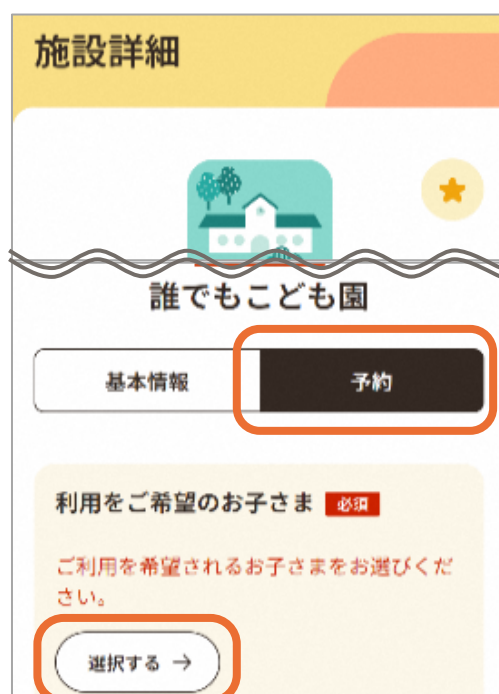 施設詳細
誰でもこども園
基本情報 予約
利用をご希望のお子さま 必須
ご利用を希望されるお子さまをお選びくだ
さい。
選択する →